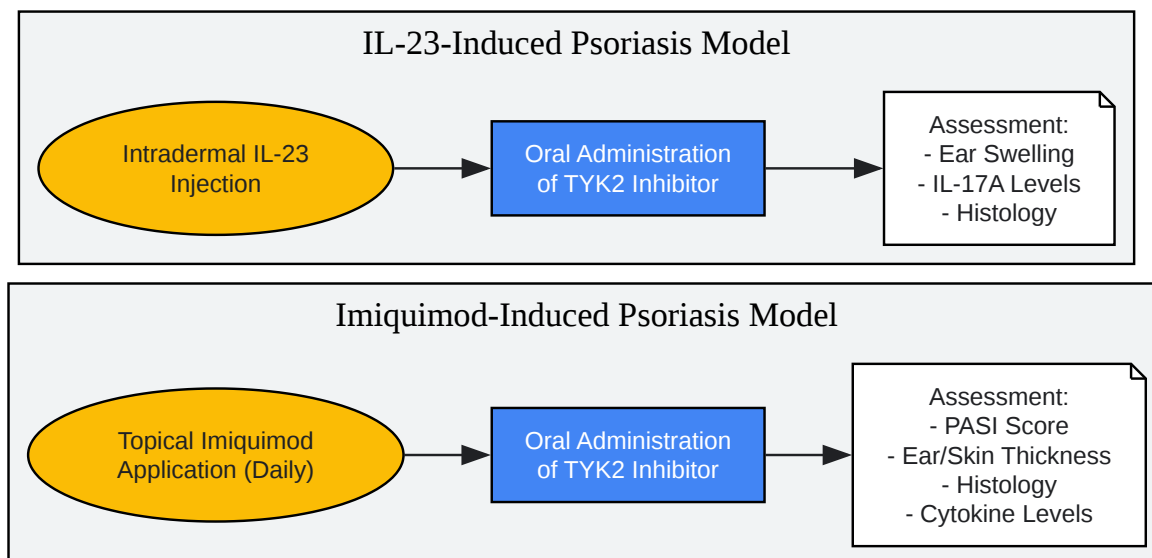 IL-23-Induced Psoriasis Model
Intradermal IL-23
Injection
Oral Administration
of TYK2 Inhibitor
Assessment:
- Ear Swelling
- IL-17A Levels
- Histology
Imiquimod-Induced Psoriasis Model
Topical Imiquimod
Application (Daily)
Oral Administration
of TYK2 Inhibitor
Assessment:
- PASI Score
- Ear/Skin Thickness
- Histology
- Cytokine Levels